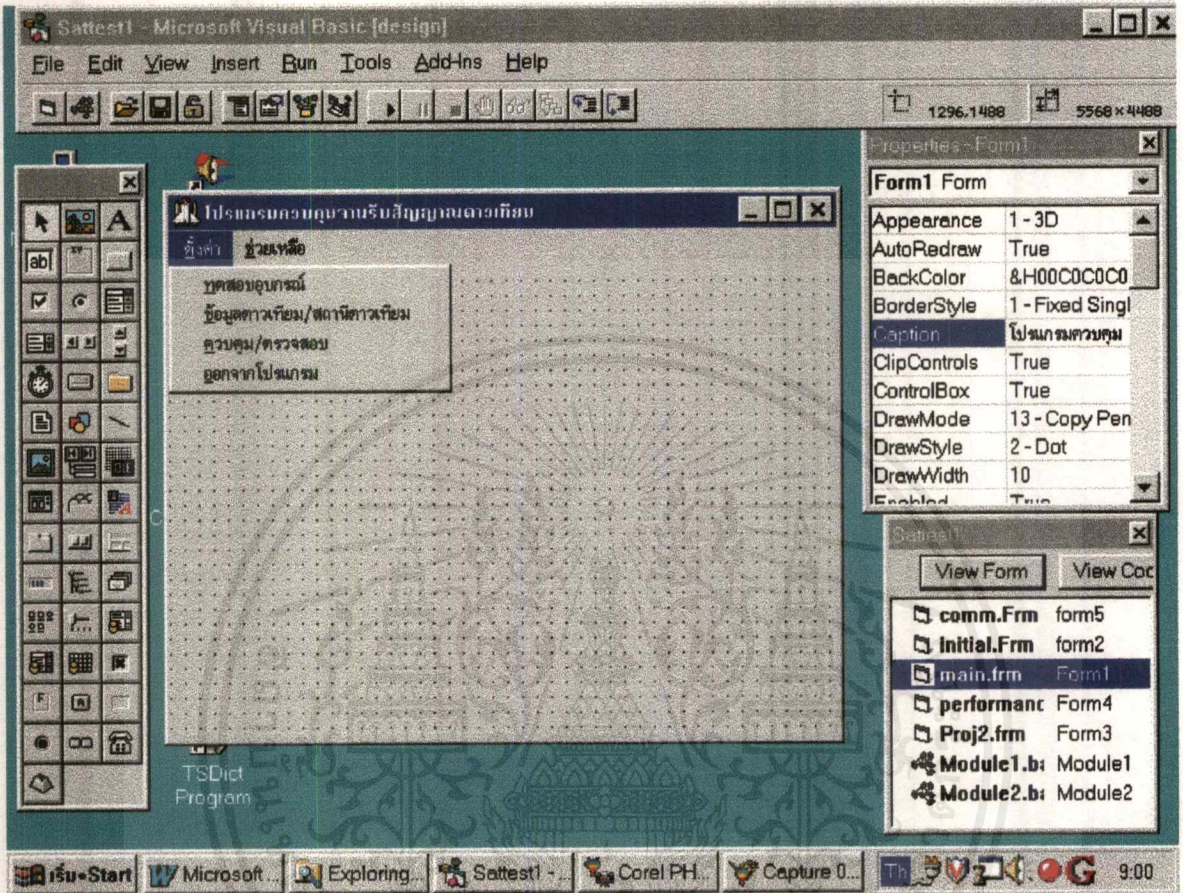 Sattest1 - Microsoft Visual Basic [design]
File Edit View Insert Run Tools Add-Ins Help
1296,1488 5568×4488
Properties - Form1
Form1 Form
Appearance 1 - 3D
AutoRedraw True
BackColor &H00C0C0C0
BorderStyle 1 - Fixed Singl
Caption โปรแกรมควบคุม
ClipControls True
ControlBox True
DrawMode 13 - Copy Pen
DrawStyle 2 - Dot
DrawWidth 10
Enabled True
โปรแกรมควบคุมจานรับสัญญาณดาวเทียม
ตั้งค่า ช่วยเหลือ
ทดสอบอุปกรณ์
ข้อมูลดาวเทียม/สถานีดาวเทียม
ควบคุม/ตรวจสอบ
ออกจากโปรแกรม
Sattest1
View Form View Coc
comm.Frm form5
Initial.Frm form2
main.frm Form1
performanc Form4
Proj2.frm Form3
Module1.ba Module1
Module2.ba Module2
TSDict
Program
เริ่ม•Start Microsoft ... Exploring... Sattest1 - ... Corel PH... Capture 0... Th 9:00